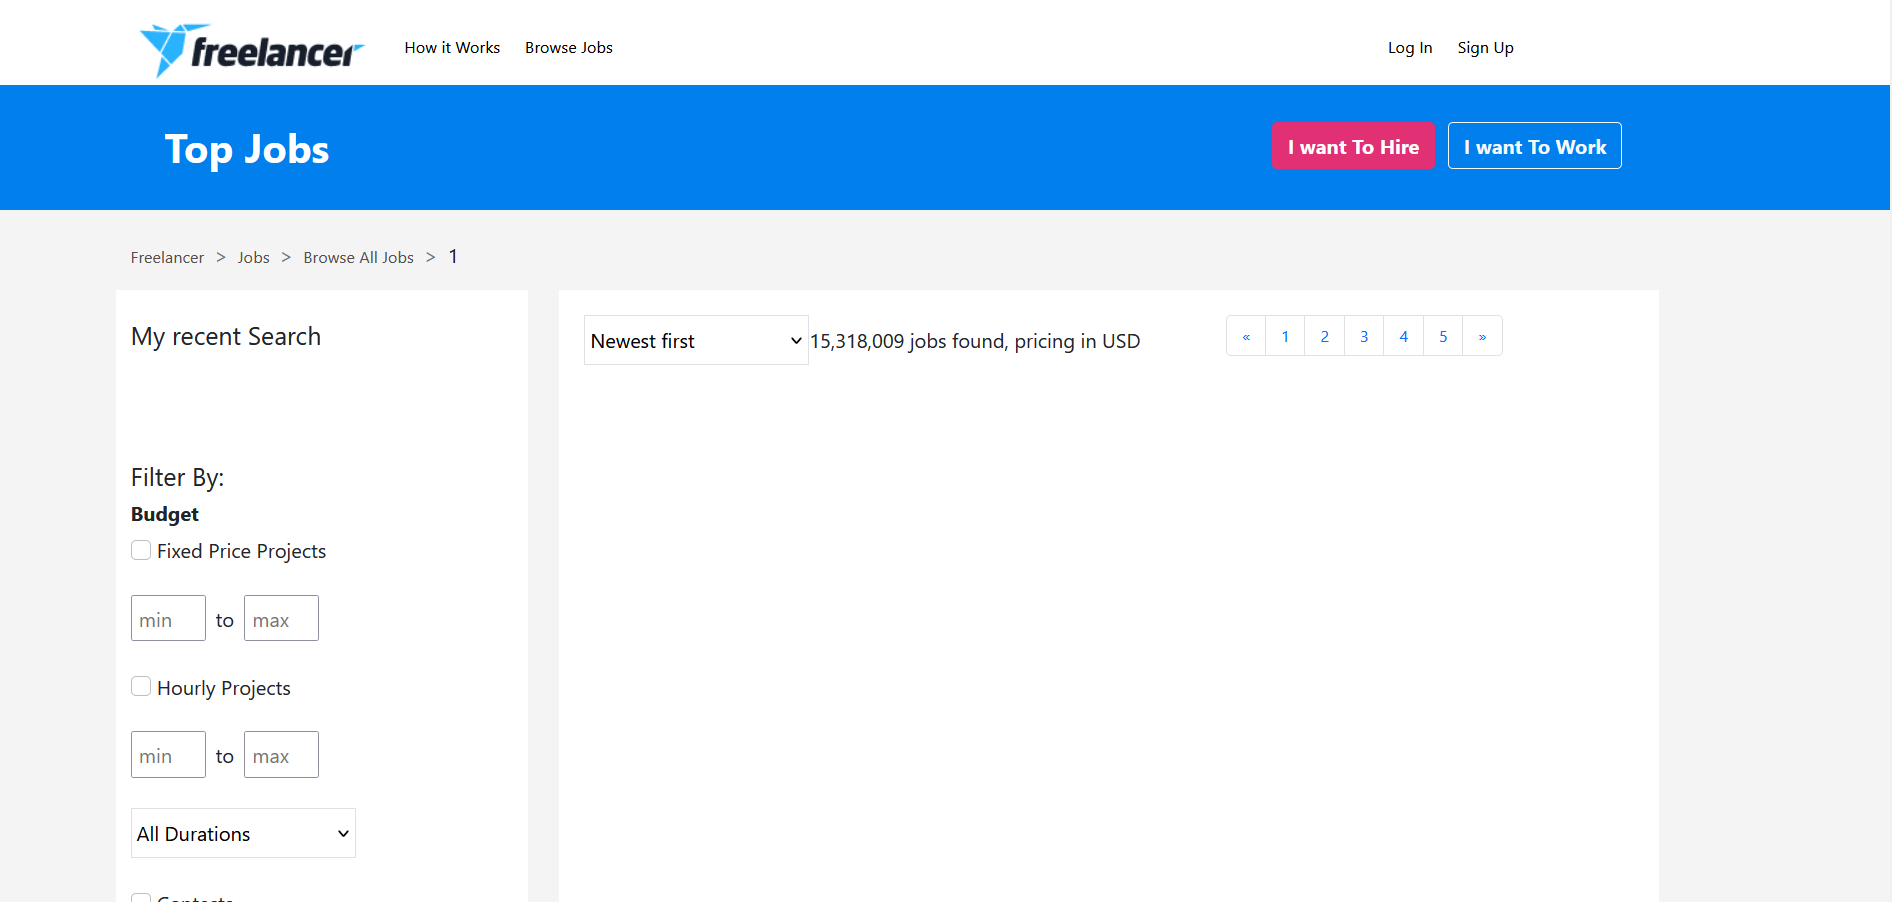 freelancer How it Works Browse Jobs Log In Sign Up
Top Jobs I want To Hire I want To Work
Freelancer > Jobs > Browse All Jobs > 1
My recent Search
Filter By:
Budget
Fixed Price Projects
min to max
Hourly Projects
min to max
All Durations
Contests
Newest first 15,318,009 jobs found, pricing in USD « 1 2 3 4 5 »